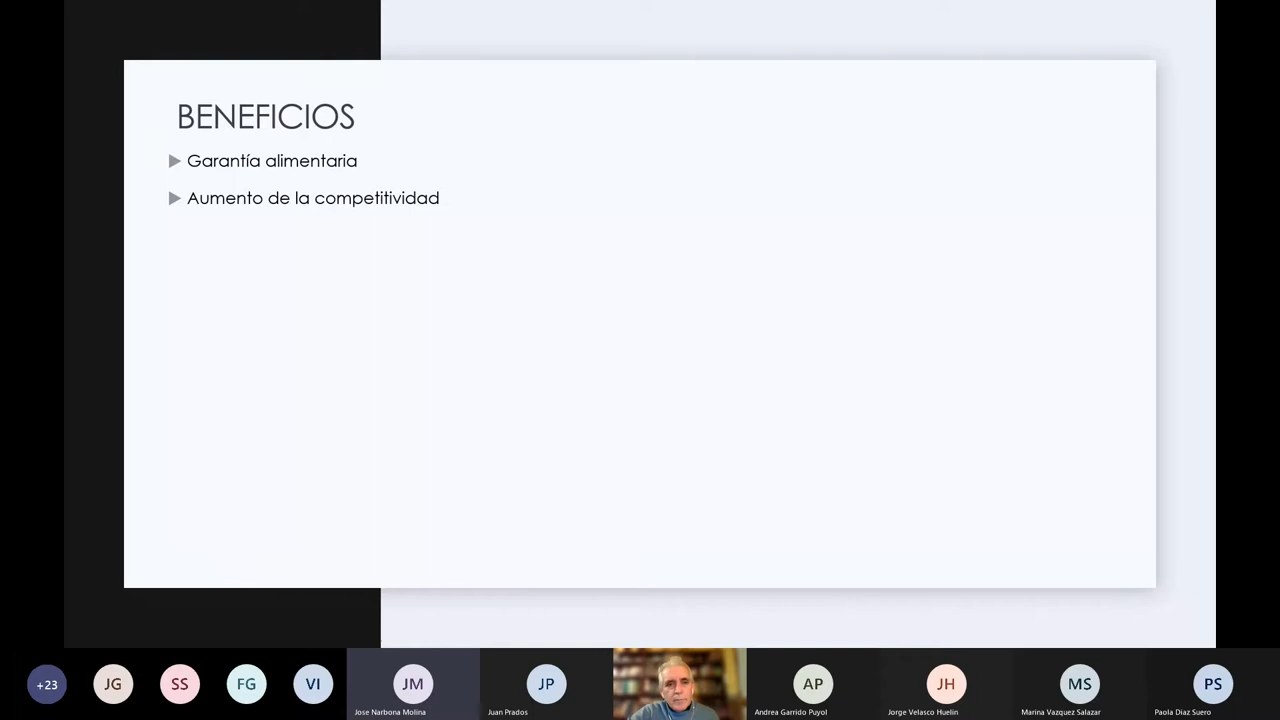 BENEFICIOS
Garantía alimentaria
Aumento de la competitividad
+23
JG
SS
FG
VI
JM
JP
AP
JH
MS
PS
Jose Narbona Molina
Juan Prados
Andrea Garrido Puyol
Jorge Velasco Huelin
Marina Vazquez Salazar
Paola Diaz Suero